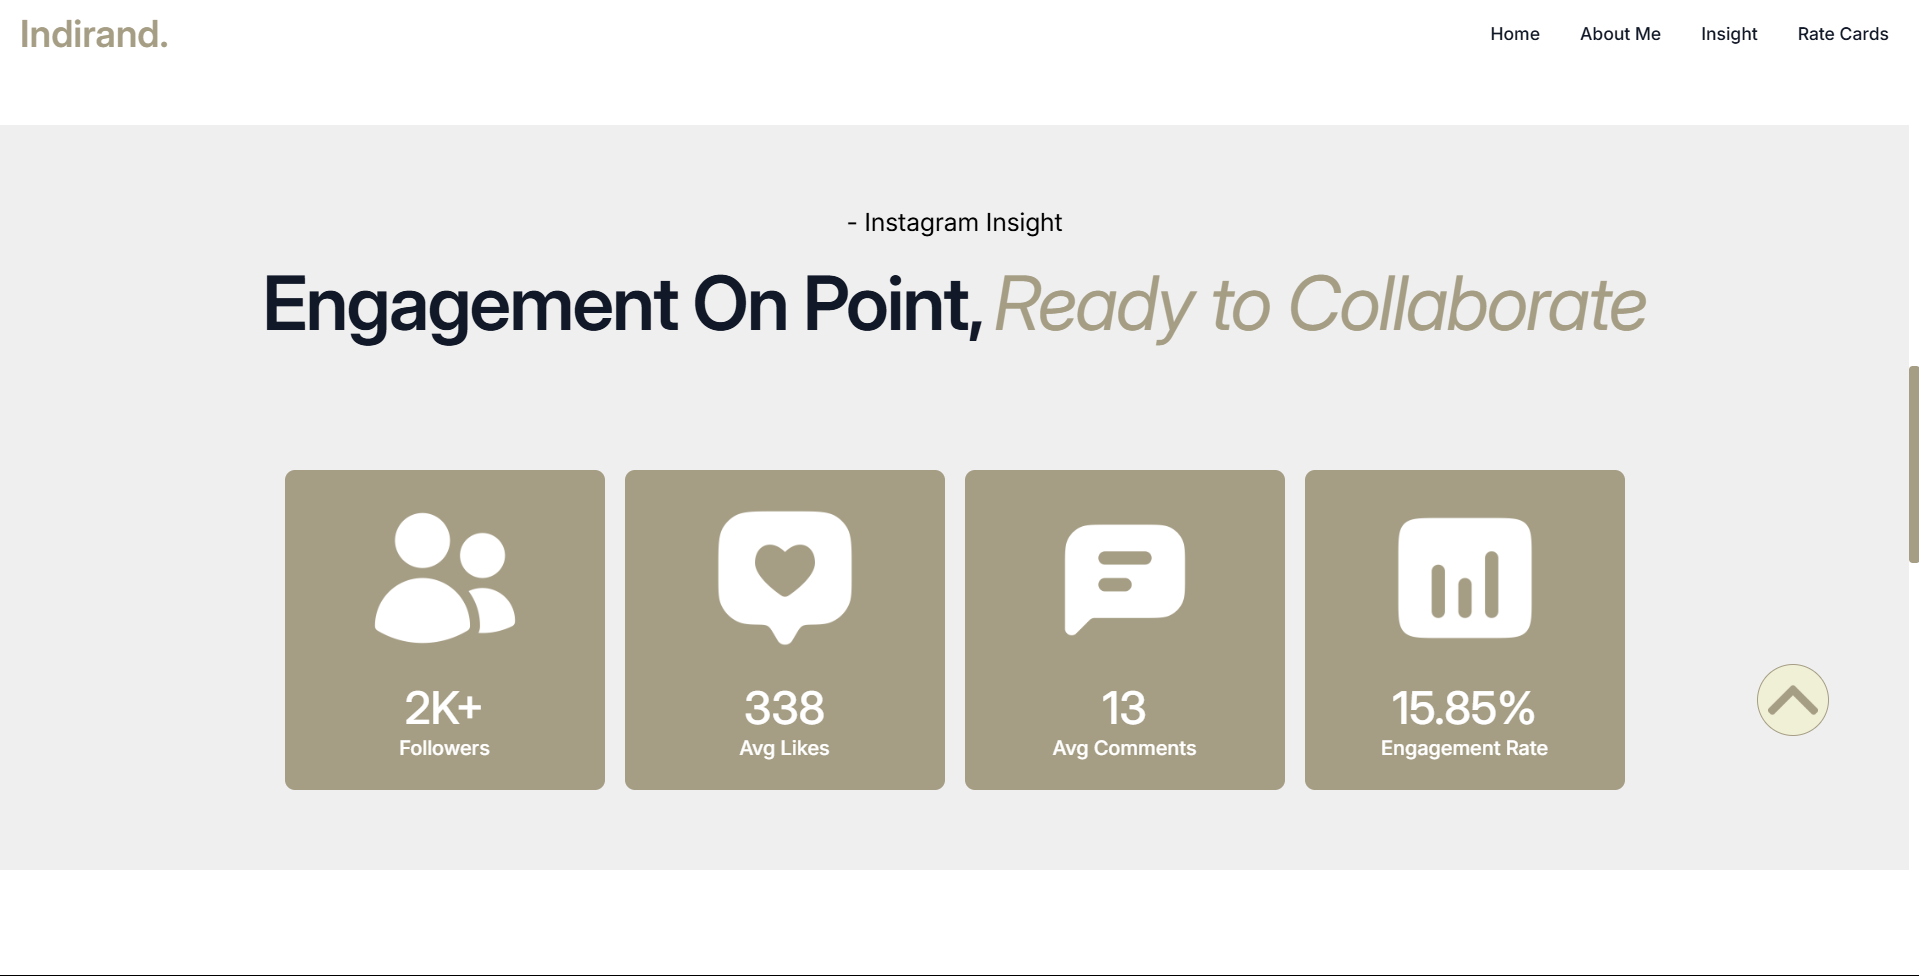 Indirand.
Home About Me Insight Rate Cards
- Instagram Insight
Engagement On Point, Ready to Collaborate
2K+
Followers
338
Avg Likes
13
Avg Comments
15.85%
Engagement Rate